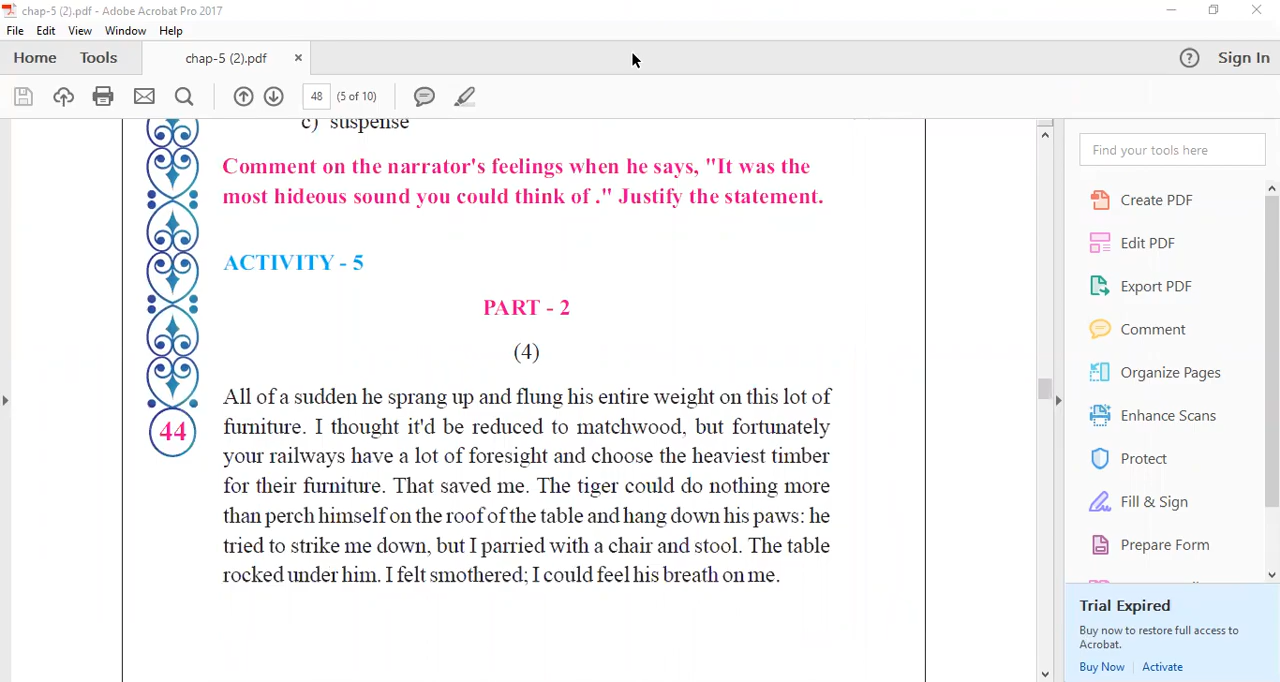 chap-5 (2).pdf - Adobe Acrobat Pro 2017
File Edit View Window Help
Home Tools chap-5 (2).pdf × ? Sign In
48 (5 of 10)
c) suspense
Find your tools here
Comment on the narrator's feelings when he says, "It was the
most hideous sound you could think of ." Justify the statement.
ACTIVITY - 5
PART - 2
(4)
All of a sudden he sprang up and flung his entire weight on this lot of
furniture. I thought it'd be reduced to matchwood, but fortunately
44
your railways have a lot of foresight and choose the heaviest timber
for their furniture. That saved me. The tiger could do nothing more
than perch himself on the roof of the table and hang down his paws: he
tried to strike me down, but I parried with a chair and stool. The table
rocked under him. I felt smothered; I could feel his breath on me.
Create PDF
Edit PDF
Export PDF
Comment
Organize Pages
Enhance Scans
Protect
Fill & Sign
Prepare Form
Trial Expired
Buy now to restore full access to
Acrobat.
Buy Now Activate